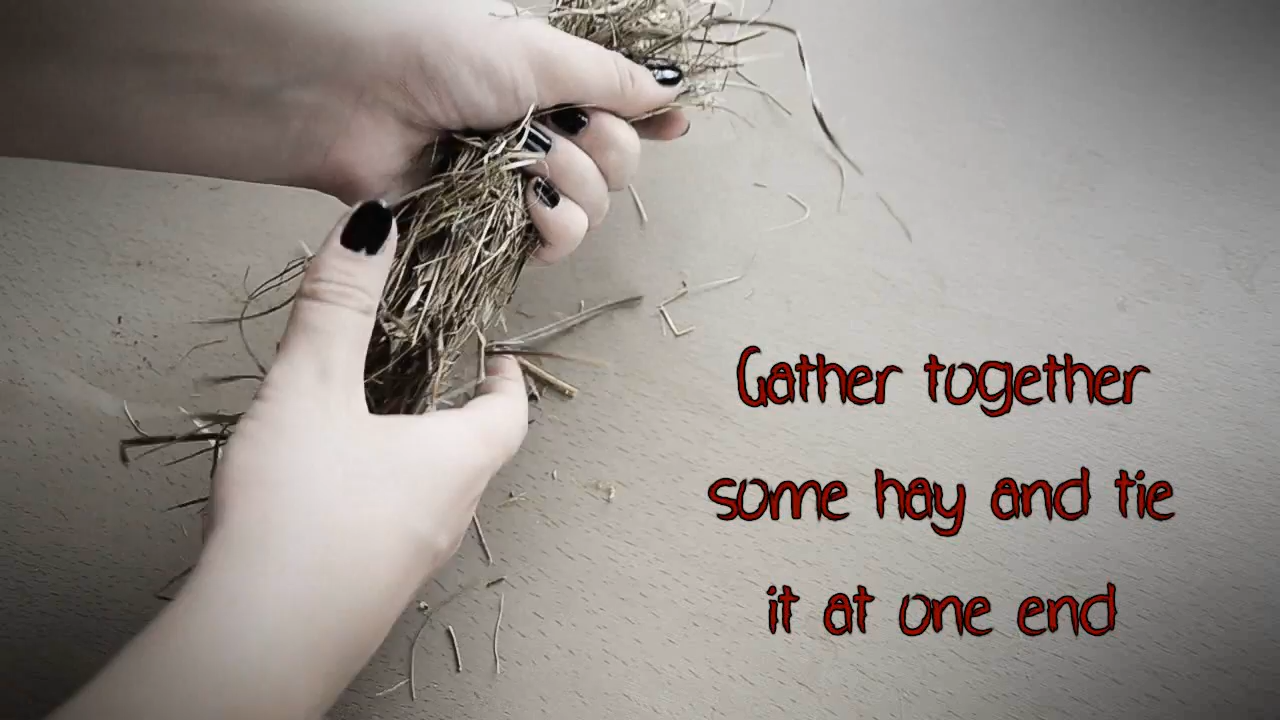 Gather together
some hay and tie
it at one end